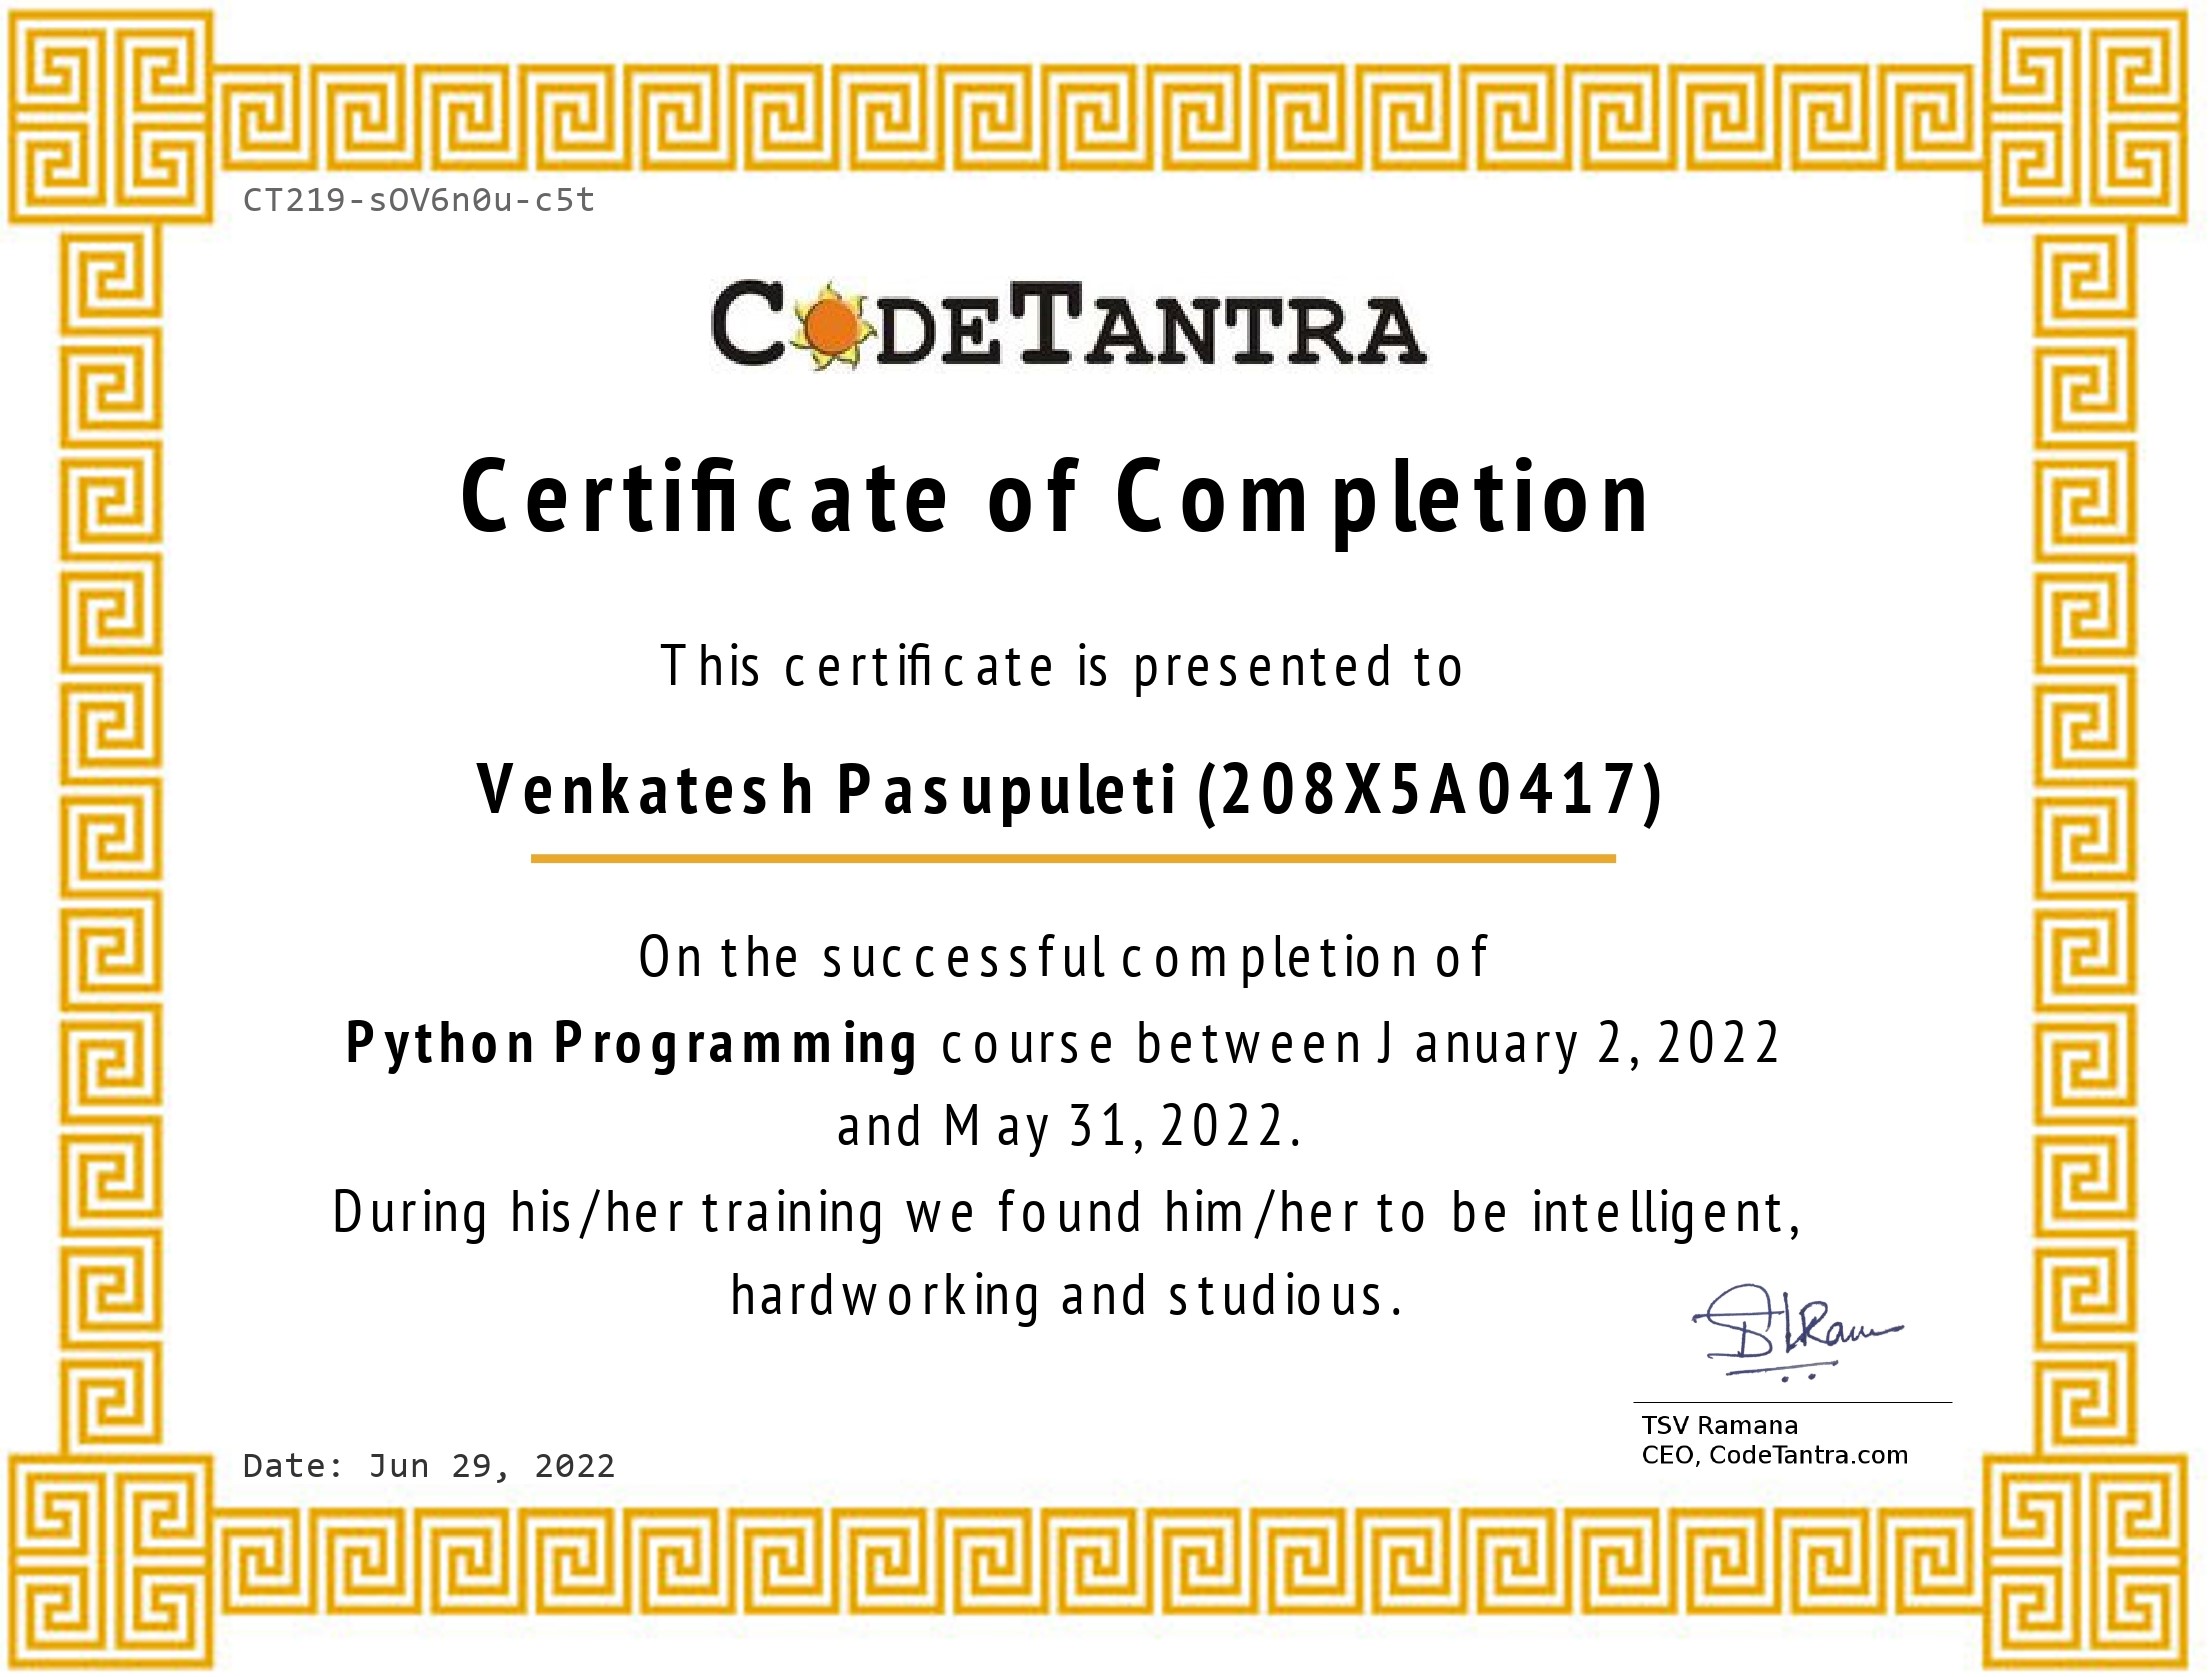 CT219-sOV6n0u-c5t
CODETANTRA
Certificate of Completion
This certificate is presented to
Venkatesh Pasupuleti (208X5A0417)
On the successful completion of
Python Programming course between January 2, 2022
and May 31, 2022.
During his/her training we found him/her to be intelligent,
hardworking and studious.
TSV Ramana
CEO, CodeTantra.com
Date: Jun 29, 2022